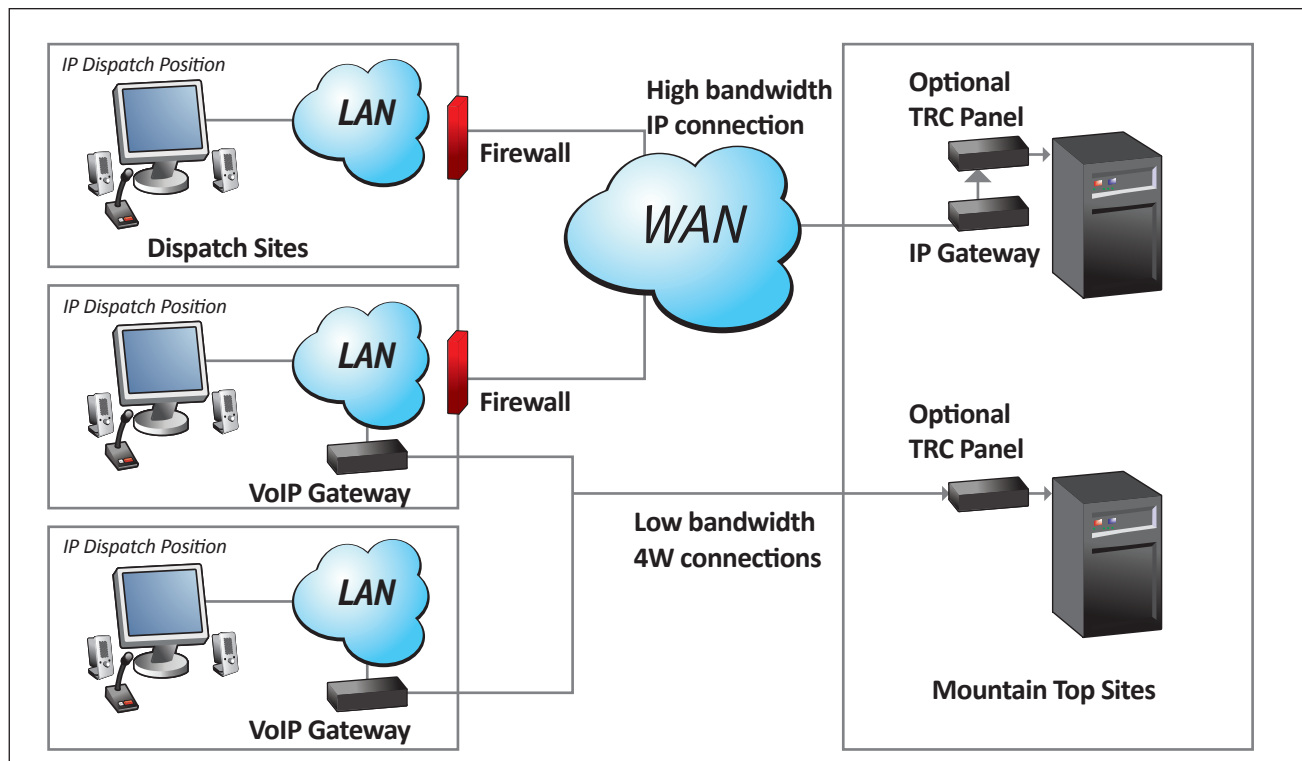 IP Dispatch Position
LAN
Firewall
Dispatch Sites
IP Dispatch Position
LAN
Firewall
VoIP Gateway
IP Dispatch Position
LAN
VoIP Gateway
High bandwidth
IP connection
WAN
Low bandwidth
4W connections
Optional
TRC Panel
IP Gateway
Optional
TRC Panel
Mountain Top Sites